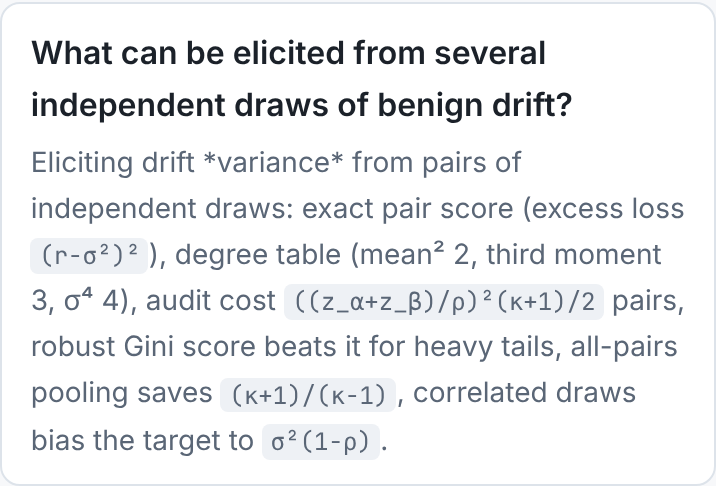 What can be elicited from several
independent draws of benign drift?
Eliciting drift *variance* from pairs of
independent draws: exact pair score (excess loss
(r-σ²)²), degree table (mean² 2, third moment
3, σ⁴ 4), audit cost ((z_α+z_β)/ρ)²(κ+1)/2 pairs,
robust Gini score beats it for heavy tails, all-pairs
pooling saves (κ+1)/(κ-1), correlated draws
bias the target to σ²(1-ρ).